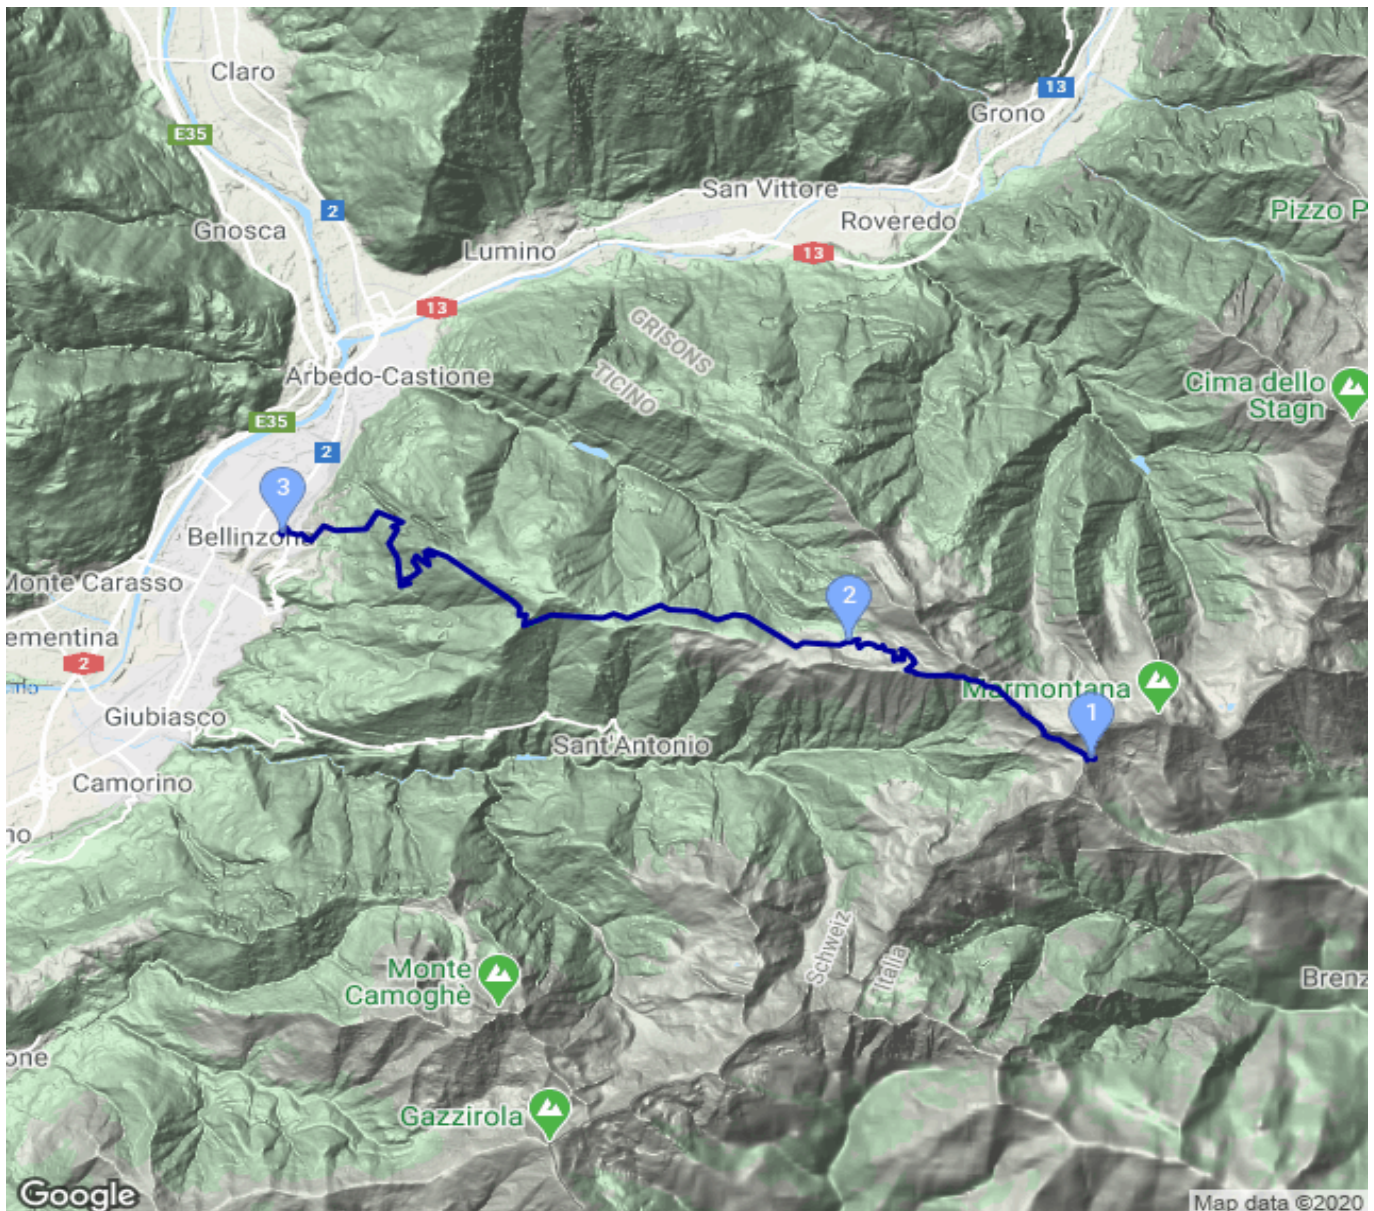 Claro
13
Grono
E35
San Vittore
2
Roveredo
Pizzo P
Gnosca
Lumino
13
13
GRISONS
TICINO
Arbedo-Castione
Cima dello
Stagn
E35
2
3
Bellinzona
Monte Carasso
2
ementina
2
Marmontana
1
Giubiasco
Sant'Antonio
Camorino
no
Schweiz
Italia
Monte
Camoghè
Brenz
one
Gazzirola
Google
Map data ©2020